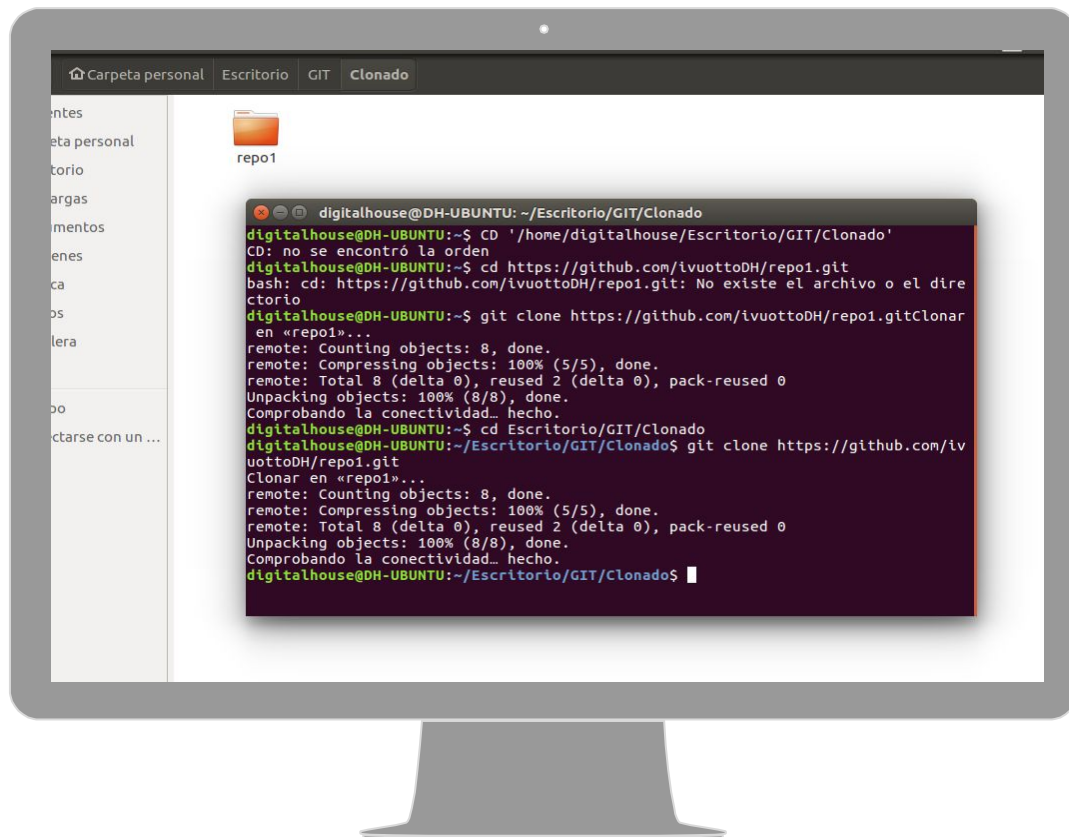 Carpeta personal Escritorio GIT Clonado
entes
eta personal
torio
argas
mentos
enes
ca
os
lera
oo
ectarse con un ...
repo1
digitalhouse@DH-UBUNTU: ~/Escritorio/GIT/Clonado
digitalhouse@DH-UBUNTU:~$ CD '/home/digitalhouse/Escritorio/GIT/Clonado'
CD: no se encontró la orden
digitalhouse@DH-UBUNTU:~$ cd https://github.com/ivuottoDH/repo1.git
bash: cd: https://github.com/ivuottoDH/repo1.git: No existe el archivo o el dire
ctorio
digitalhouse@DH-UBUNTU:~$ git clone https://github.com/ivuottoDH/repo1.gitClonar
en «repo1»...
remote: Counting objects: 8, done.
remote: Compressing objects: 100% (5/5), done.
remote: Total 8 (delta 0), reused 2 (delta 0), pack-reused 0
Unpacking objects: 100% (8/8), done.
Comprobando la conectividad… hecho.
digitalhouse@DH-UBUNTU:~$ cd Escritorio/GIT/Clonado
digitalhouse@DH-UBUNTU:~/Escritorio/GIT/Clonado$ git clone https://github.com/iv
uottoDH/repo1.git
Clonar en «repo1»...
remote: Counting objects: 8, done.
remote: Compressing objects: 100% (5/5), done.
remote: Total 8 (delta 0), reused 2 (delta 0), pack-reused 0
Unpacking objects: 100% (8/8), done.
Comprobando la conectividad… hecho.
digitalhouse@DH-UBUNTU:~/Escritorio/GIT/Clonado$